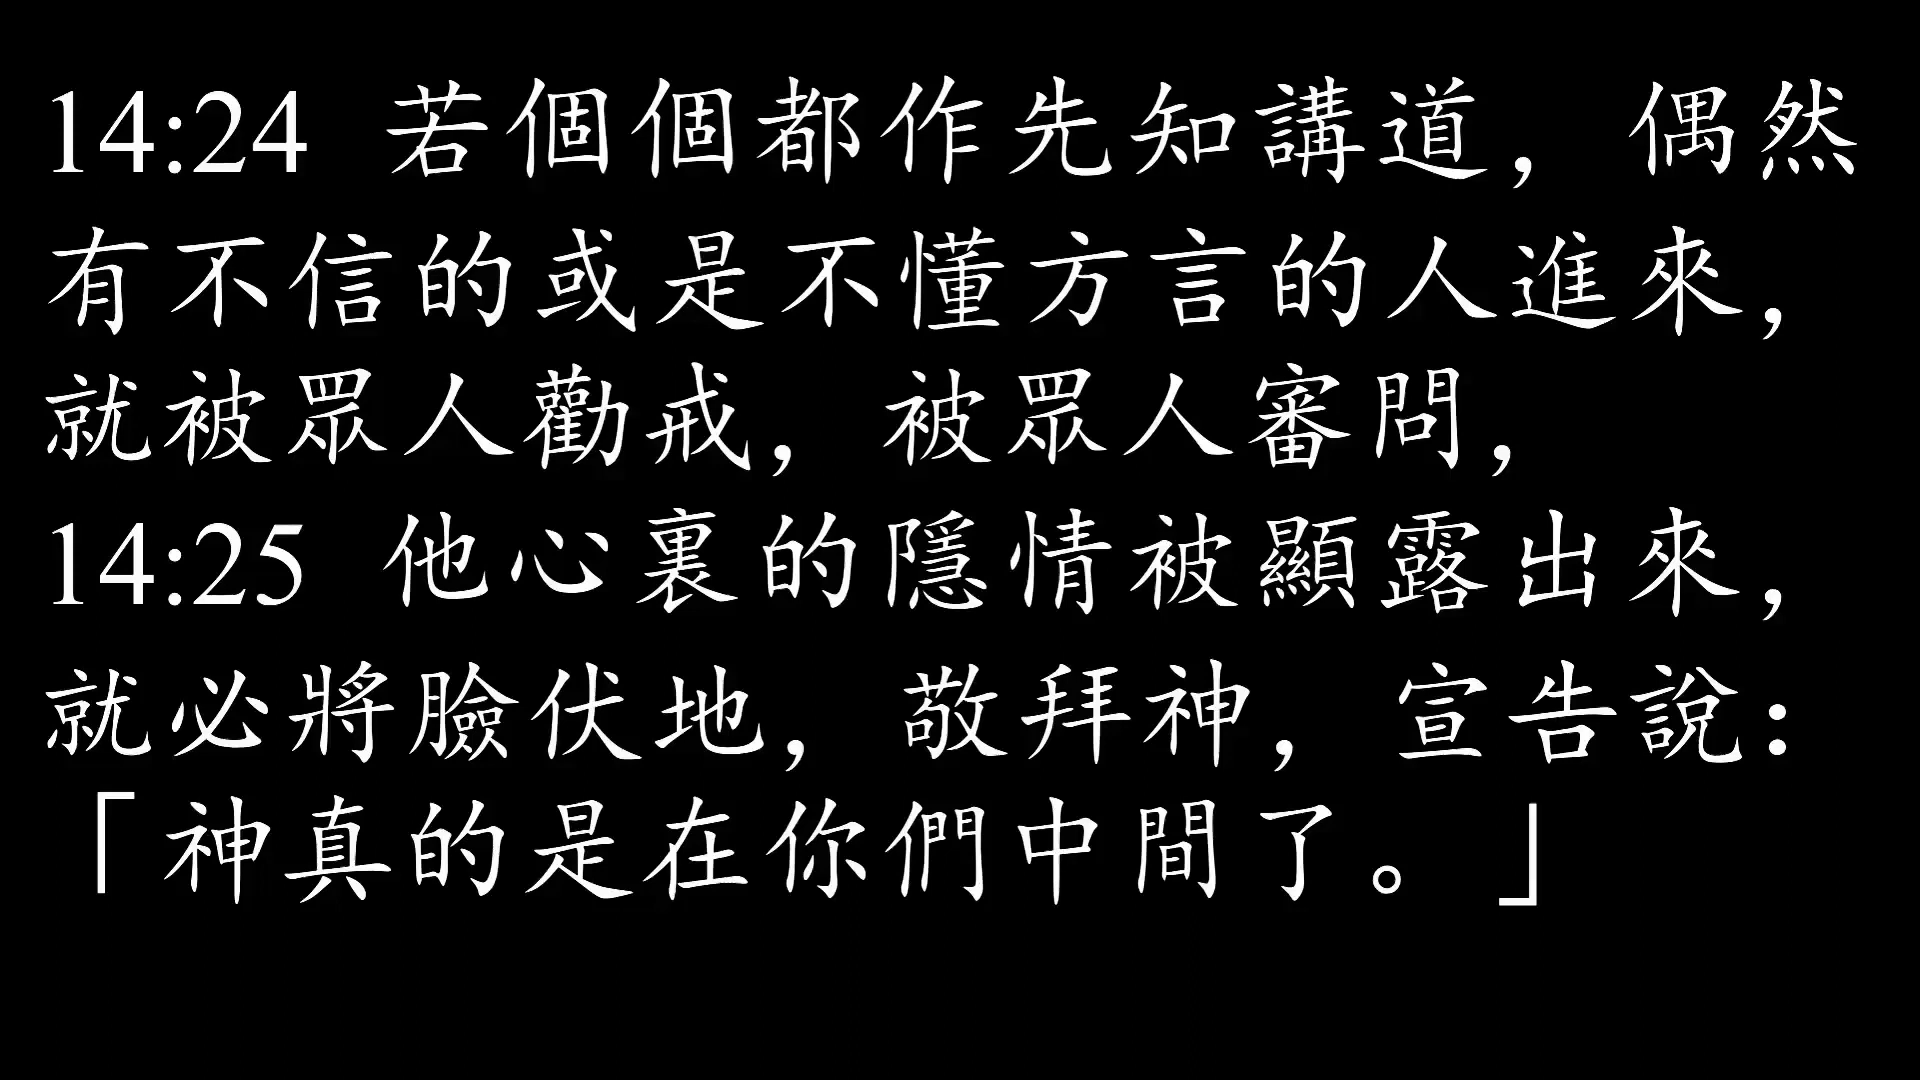 14:24 若個個都作先知講道，偶然
有不信的或是不懂方言的人進來，
就被眾人勸戒，被眾人審問，
14:25 他心裏的隱情被顯露出來，
就必將臉伏地，敬拜神，宣告說：
「神真的是在你們中間了。」